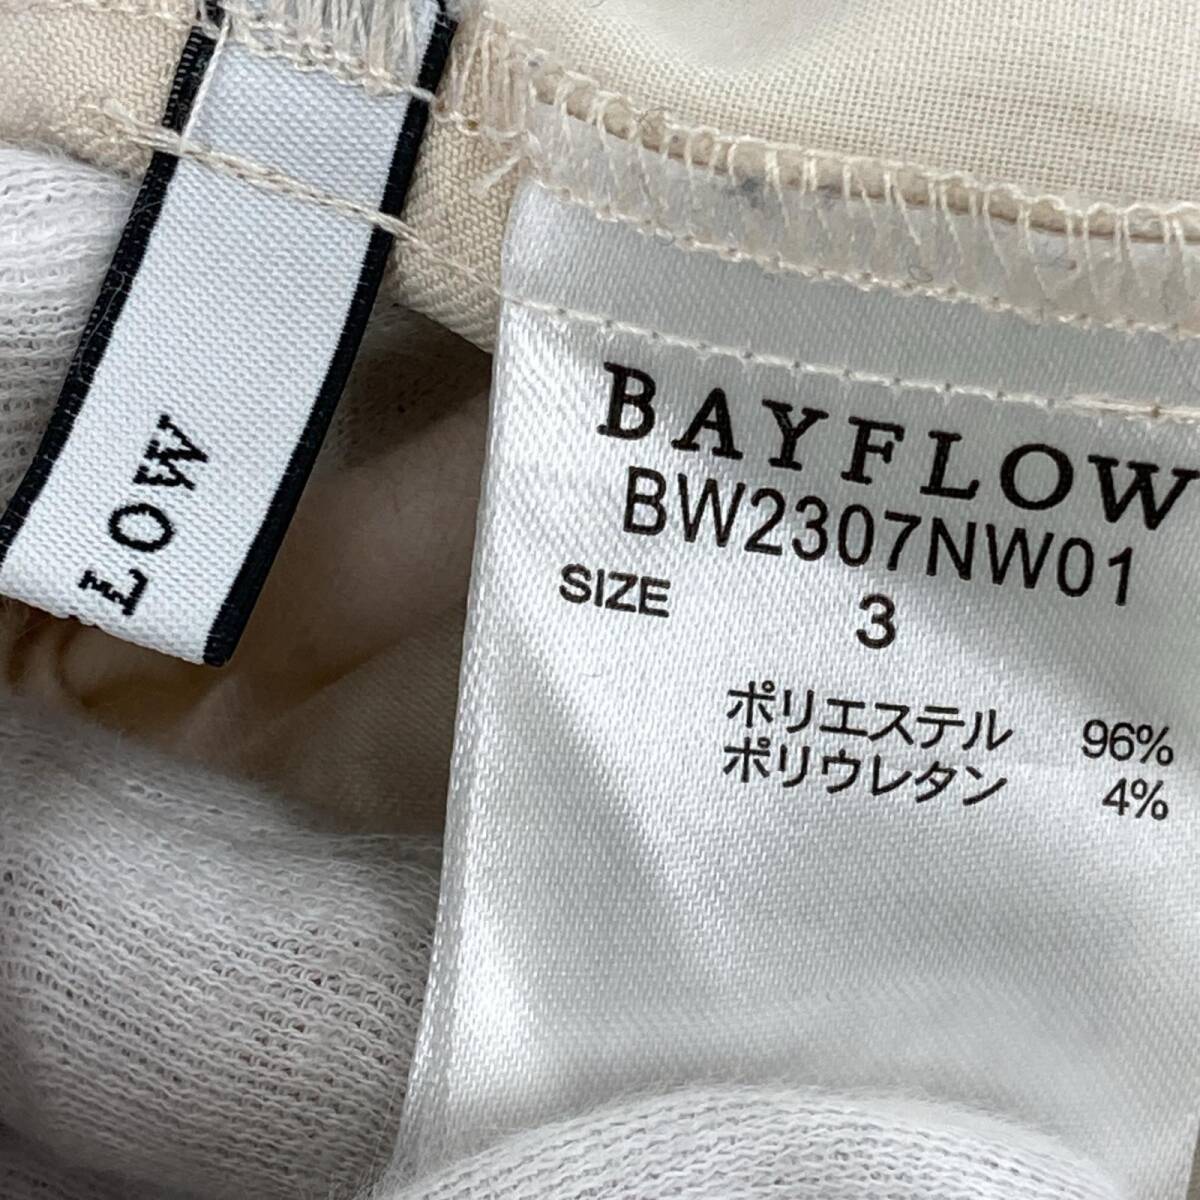 LOW
BAYFLOW
BW2307NW01
SIZE 3
ポリエステル 96%
ポリウレタン 4%